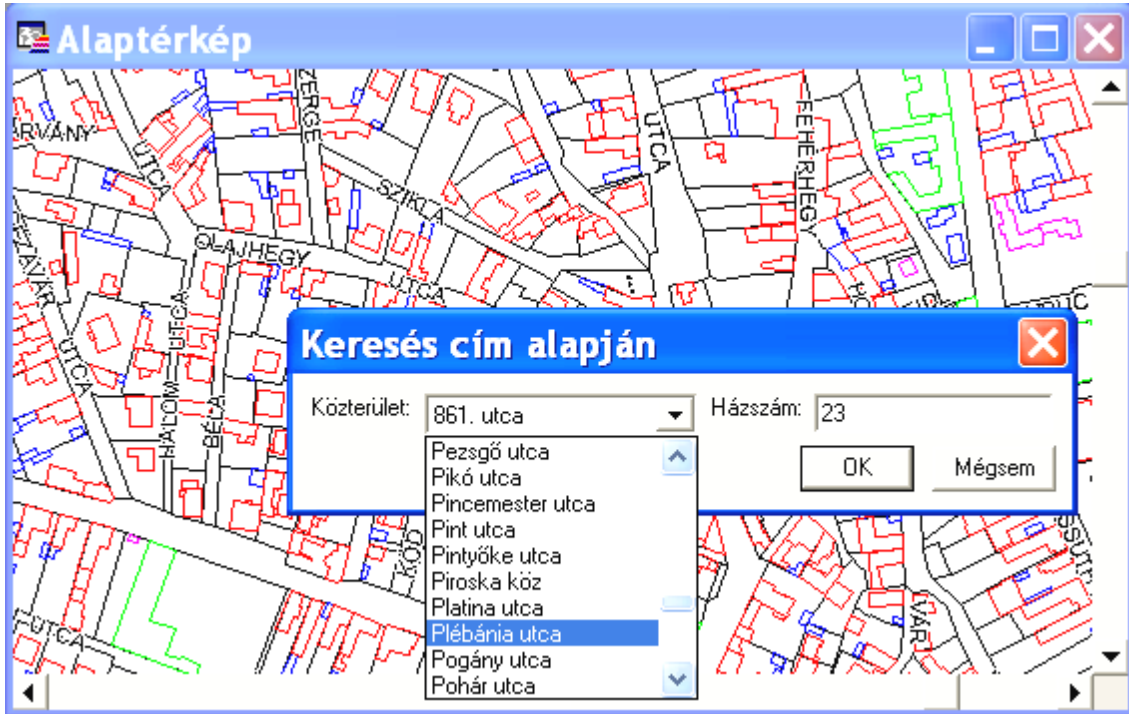 Alaptérkép
ZERGE
UTCA
FEHÉRHEGY
UTCA
SZIKLA
OLAJHEGY
UTCA
UTCA
UTCA
HALOM
BÉLA
Keresés cím alapján
Közterület:
861. utca
Házszám:
23
Pezsgő utca
Pikó utca
Pincemester utca
Pint utca
Pintyőke utca
Piroska köz
Platina utca
Plébánia utca
Pogány utca
Pohár utca
OK
Mégsem
KÖD
VÁR
UTCA